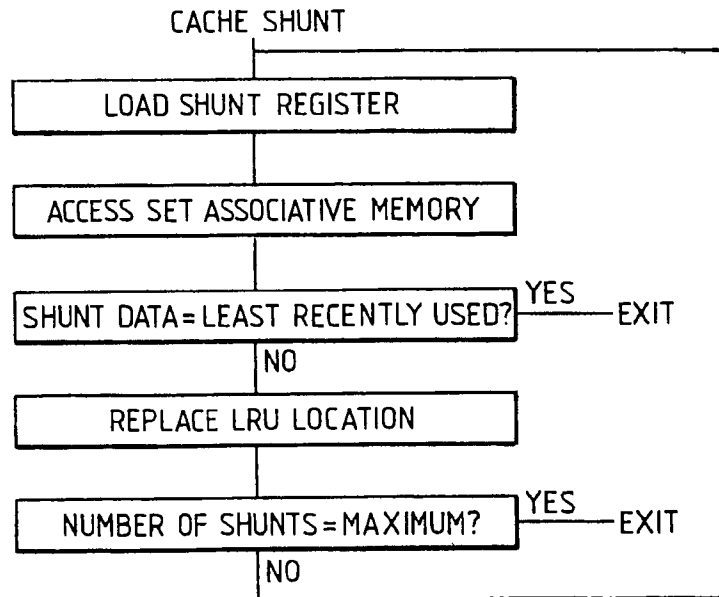 CACHE SHUNT
LOAD SHUNT REGISTER
ACCESS SET ASSOCIATIVE MEMORY
SHUNT DATA=LEAST RECENTLY USED?
YES
EXIT
NO
REPLACE LRU LOCATION
NUMBER OF SHUNTS=MAXIMUM?
YES
EXIT
NO